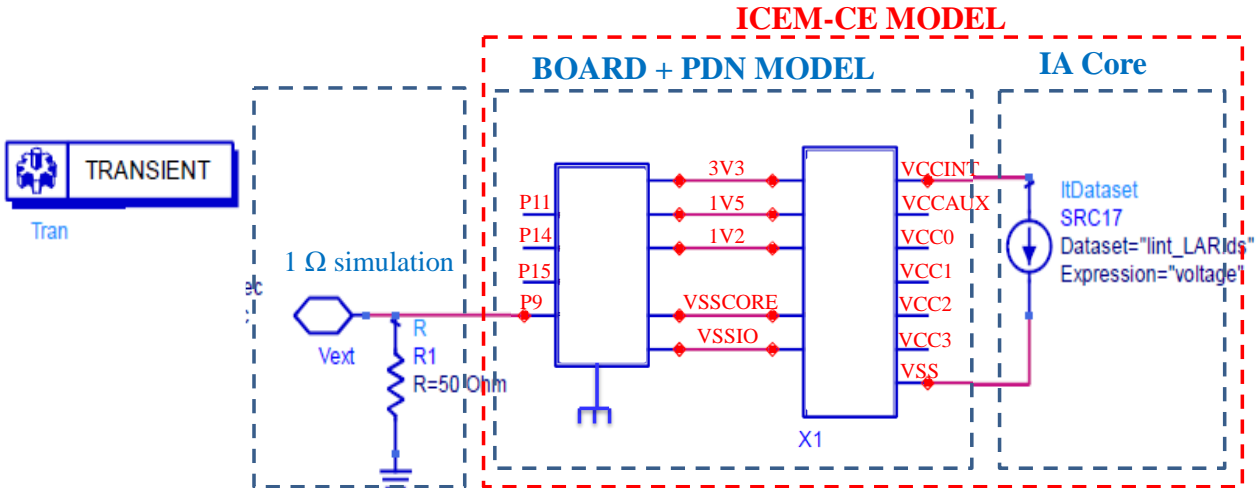 ICEM-CE MODEL
BOARD + PDN MODEL
IA Core
TRANSIENT
Tran
1 Ω simulation
ec
Vext
R
R1
R=50 Ohm
P11
P14
P15
P9
3V3
1V5
1V2
VSSCORE
VSSIO
VCCINT
VCCAUX
VCC0
VCC1
VCC2
VCC3
VSS
X1
ItDataset
SRC17
Dataset="Iint_LARIds"
Expression="voltage"